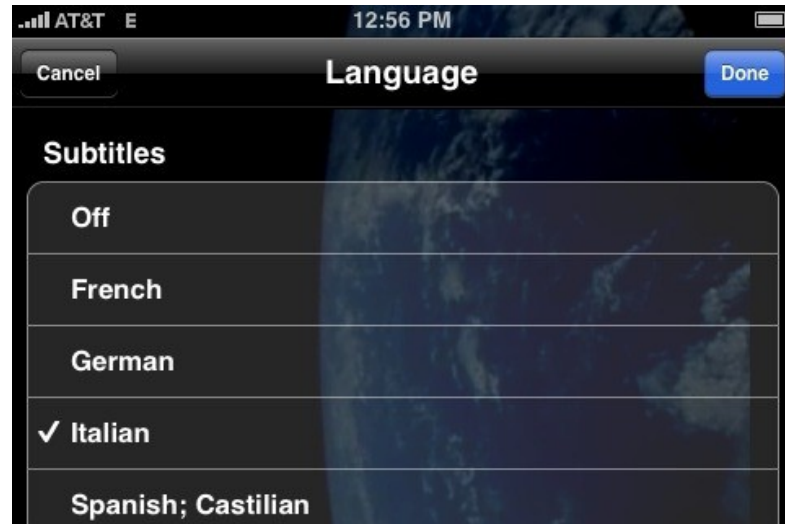 AT&T E 12:56 PM
Cancel Language Done
Subtitles
Off
French
German
✓ Italian
Spanish; Castilian